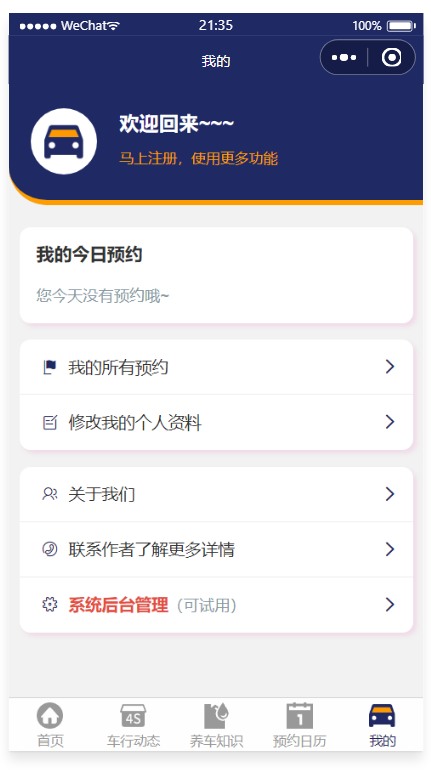 WeChat 21:35 100%
我的
欢迎回来~~~
马上注册，使用更多功能
我的今日预约
您今天没有预约哦~
我的所有预约
修改我的个人资料
关于我们
联系作者了解更多详情
系统后台管理（可试用）
4S 1
首页 车行动态 养车知识 预约日历 我的